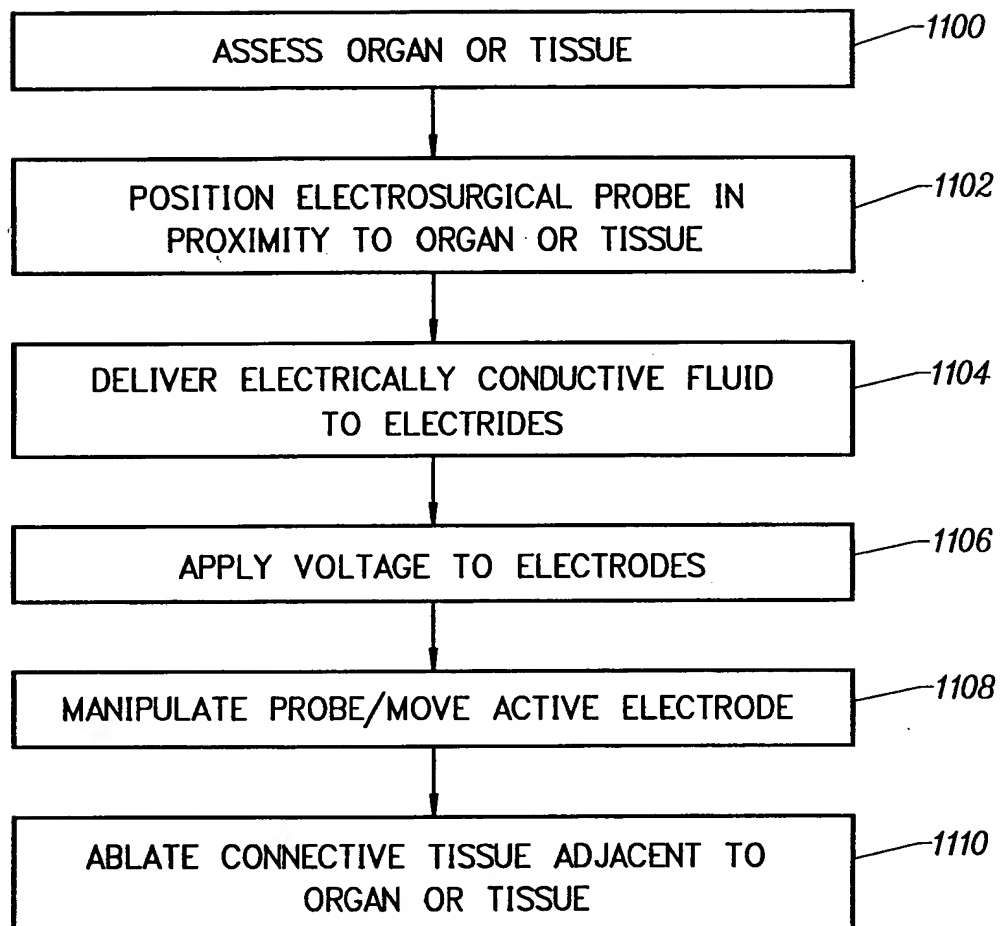 ASSESS ORGAN OR TISSUE
1100
POSITION ELECTROSURGICAL PROBE IN
PROXIMITY TO ORGAN OR TISSUE
1102
DELIVER ELECTRICALLY CONDUCTIVE FLUID
TO ELECTRIDES
1104
APPLY VOLTAGE TO ELECTRODES
1106
MANIPULATE PROBE/MOVE ACTIVE ELECTRODE
1108
ABLATE CONNECTIVE TISSUE ADJACENT TO
ORGAN OR TISSUE
1110